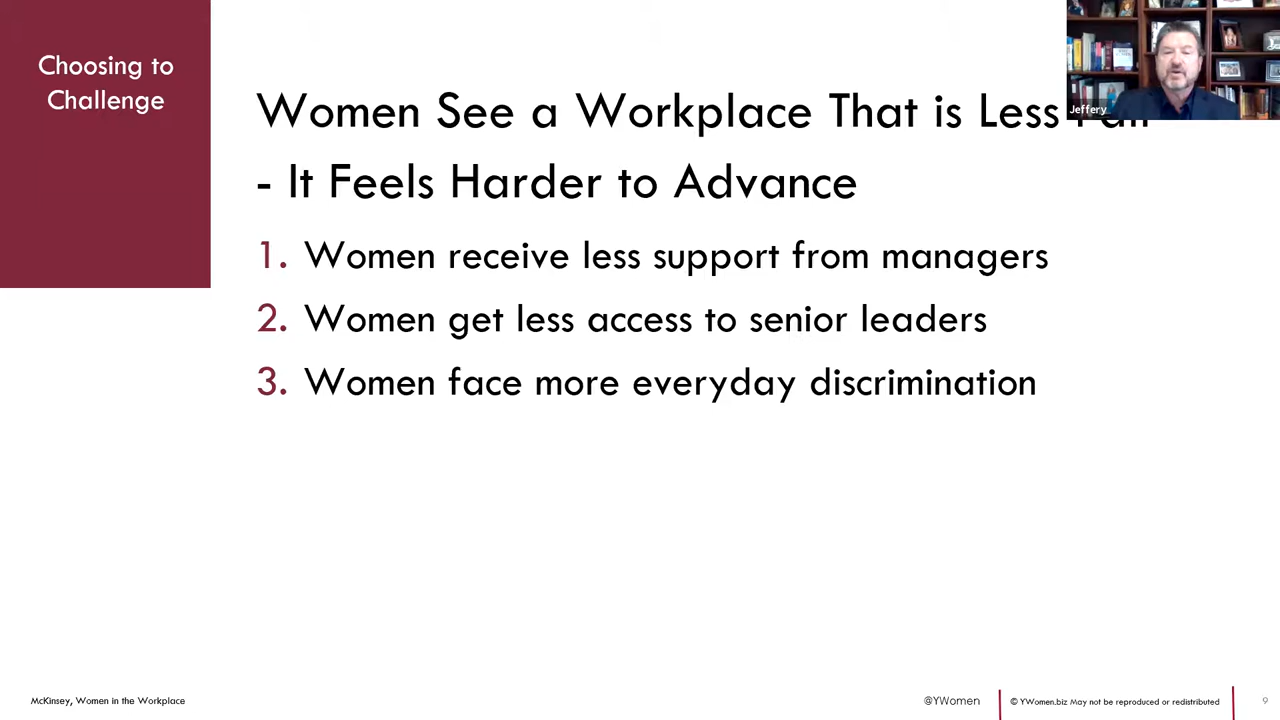 Choosing to
Challenge
Jeffery
Women See a Workplace That is Less
- It Feels Harder to Advance
1. Women receive less support from managers
2. Women get less access to senior leaders
3. Women face more everyday discrimination
McKinsey, Women in the Workplace
@YWomen
© YWomen.biz May not be reproduced or redistributed
9